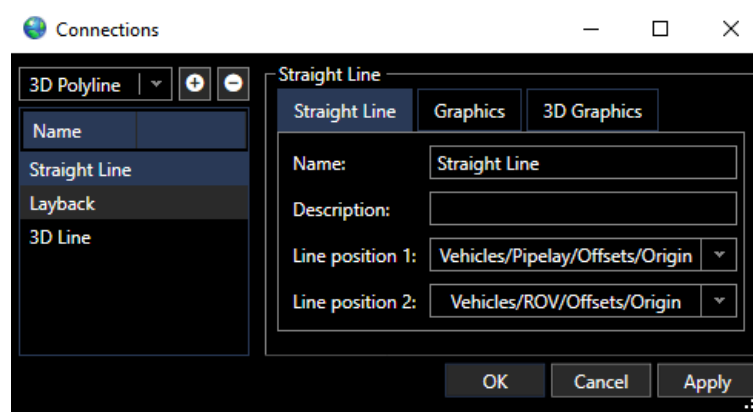 Connections
3D Polyline
Name
Straight Line
Layback
3D Line
Straight Line
Straight Line Graphics 3D Graphics
Name: Straight Line
Description:
Line position 1: Vehicles/Pipelay/Offsets/Origin
Line position 2: Vehicles/ROV/Offsets/Origin
OK Cancel Apply